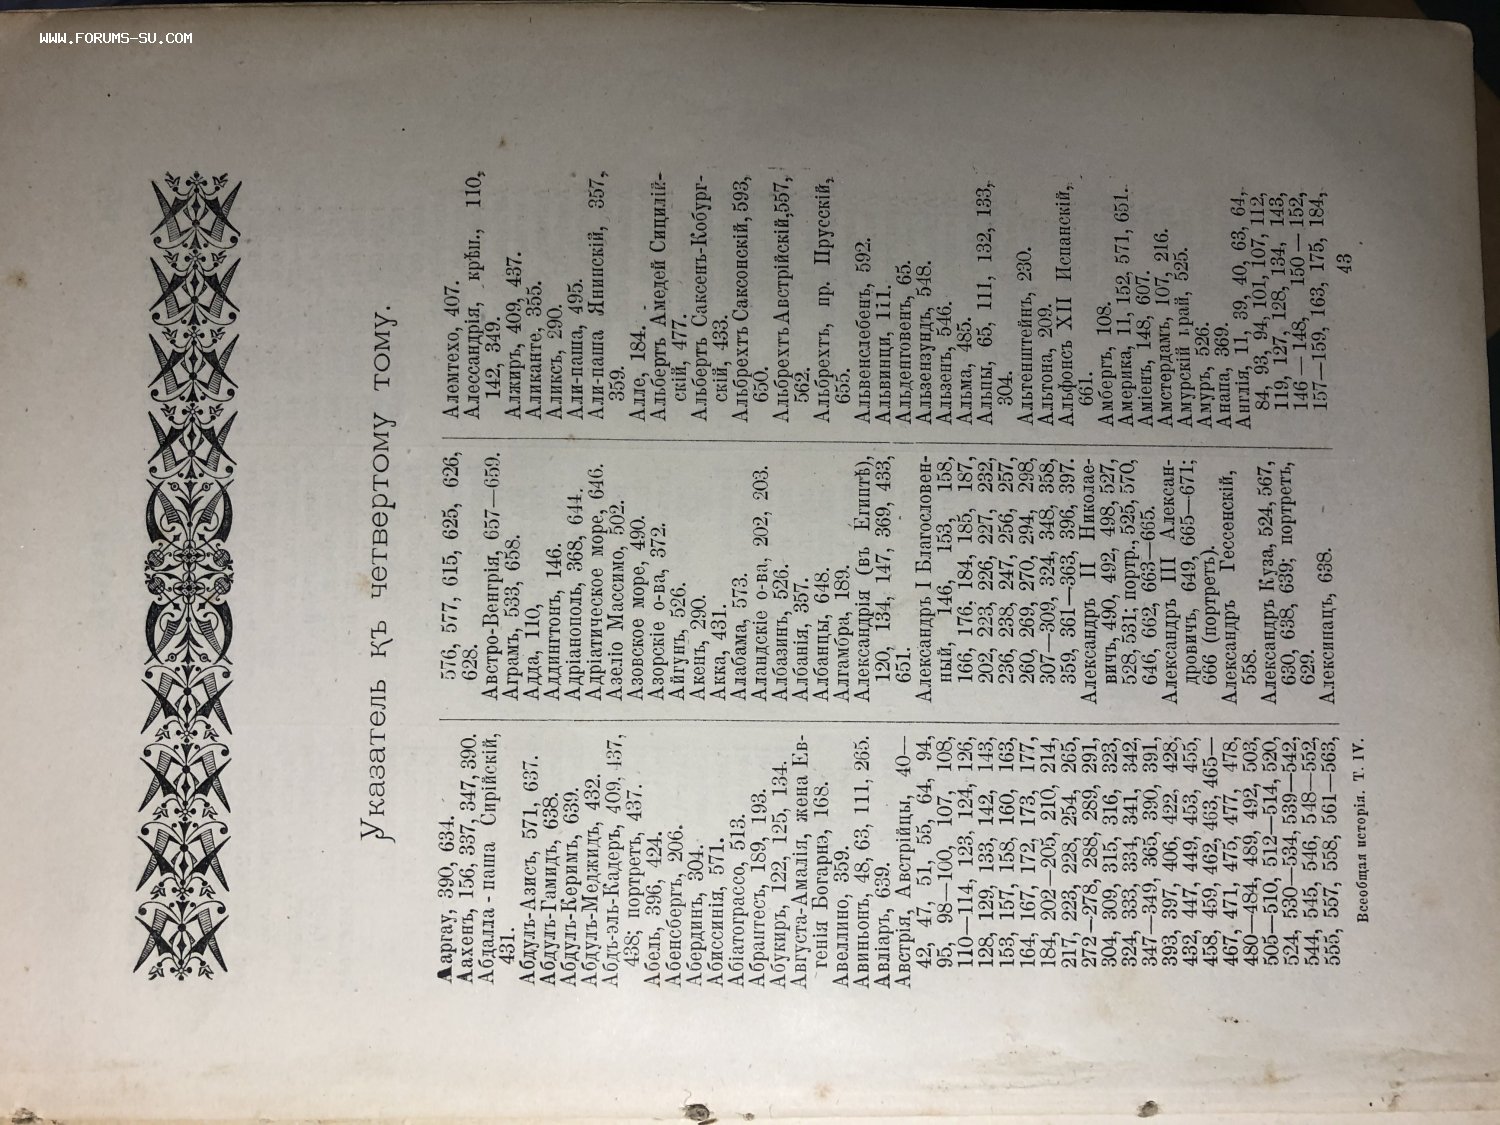 WWW.FORUMS-SU.COM
Указатель къ четвертому тому.
Ааргау, 390, 634.
Аахенъ, 156, 337, 347, 390.
Абдалла-паша Сирійскій,
431.
Абдулъ-Азисъ, 571, 637.
Абдулъ-Гамидъ, 638.
Абдулъ-Керимъ, 639.
Абдулъ-Меджидъ, 432.
Абдъ-эль-Кадеръ, 409, 437,
438; портретъ, 437.
Абель, 396, 424.
Абенсбергъ, 206.
Абердинъ, 304.
Абиссинія, 571.
Абіатограссо, 513.
Абрантесъ, 189, 193.
Абукиръ, 122, 125, 134.
Августа-Амалія, жена Ев-
генія Богарнэ, 168.
Авеллино, 359.
Авиньонъ, 48, 63, 111, 265.
Авліаръ, 639.
Австрія, Австрійцы, 40—
42, 47, 51, 55, 64, 94,
95, 98—100, 107, 108,
110—114, 123, 124, 126,
128, 129, 133, 142, 143,
153, 157, 158, 160, 163,
164, 167, 172, 173, 177,
184, 202—205, 210, 214,
217, 223, 228, 254, 265,
272—278, 288, 289, 291,
304, 309, 315, 316, 323,
324, 333, 334, 341, 342,
347—349, 365, 390, 391,
393, 397, 406, 422, 428,
432, 447, 449, 453, 455,
458, 459, 462, 463, 465—
467, 471, 475, 477, 478,
480—484, 489, 492, 503,
505—510, 512—514, 520,
524, 530—534, 539—542,
544, 545, 546, 548—552,
555, 557, 558, 561—563,
576, 577, 615, 625, 626,
628.
Австро-Венгрія, 657—659.
Аграмъ, 533, 658.
Адда, 110,
Аддингтонъ, 146.
Адріанополь, 368, 644.
Адріатическое море, 646.
Азеліо Массимо, 502.
Азовское море, 490.
Азорскіе о-ва, 372.
Айгунъ, 526.
Акенъ, 290.
Акка, 431.
Алабама, 573.
Аландскіе о-ва, 202, 203.
Албазинъ, 526.
Албанія, 357.
Албанцы, 648.
Алгамбра, 189.
Александрія (въ Египтѣ),
120, 134, 147, 369, 433,
651.
Александръ I Благословен-
ный, 146, 153, 158,
166, 176, 184, 185, 187,
202, 223, 226, 227, 232,
236, 238, 247, 256, 257,
260, 269, 270, 294, 298,
307—309, 324, 348, 358,
359, 361—363, 396, 397.
Александръ II Николае-
вичъ, 490, 492, 498, 527,
528, 531; портр., 525, 570,
646, 662, 663—665.
Александръ III Алексан-
дровичъ, 649, 665—671;
666 (портретъ).
Александръ Гессенскій,
558.
Александръ Куза, 524, 567,
630, 638, 639; портретъ,
629.
Алексинацъ, 638.
Алемтехо, 407.
Алессандрія, крѣп., 110,
142, 349.
Алжиръ, 409, 437.
Аликанте, 355.
Аликсъ, 290.
Али-паша, 495.
Али-паша Янинскій, 357,
359.
Алле, 184.
Альбертъ Амедей Сицилій-
скій, 477.
Альбертъ Саксенъ-Кобург-
скій, 433.
Альбрехтъ Саксонскій, 593,
650.
Альбрехтъ Австрійскій, 557,
562.
Альбрехтъ, пр. Прусскій,
655.
Альвенслебенъ, 592.
Альвинци, 111.
Альденговенъ, 65.
Альзензундъ, 548.
Альзенъ, 546.
Альма, 485.
Альпы, 65, 111, 132, 133,
304.
Альтенштейнъ, 230.
Альтона, 209.
Альфонсъ XII Испанскій,
661.
Амбергъ, 108.
Америка, 11, 152, 571, 651.
Аміенъ, 148, 607.
Амстердамъ, 107, 216.
Амурскій край, 525.
Амуръ, 526.
Анапа, 369.
Англія, 11, 39, 40, 63, 64,
84, 93, 94, 101, 107, 112,
119, 127, 128, 134, 143,
146—148, 150—152,
157—159, 163, 175, 184,
Всеобщая исторія. Т. IV.
43